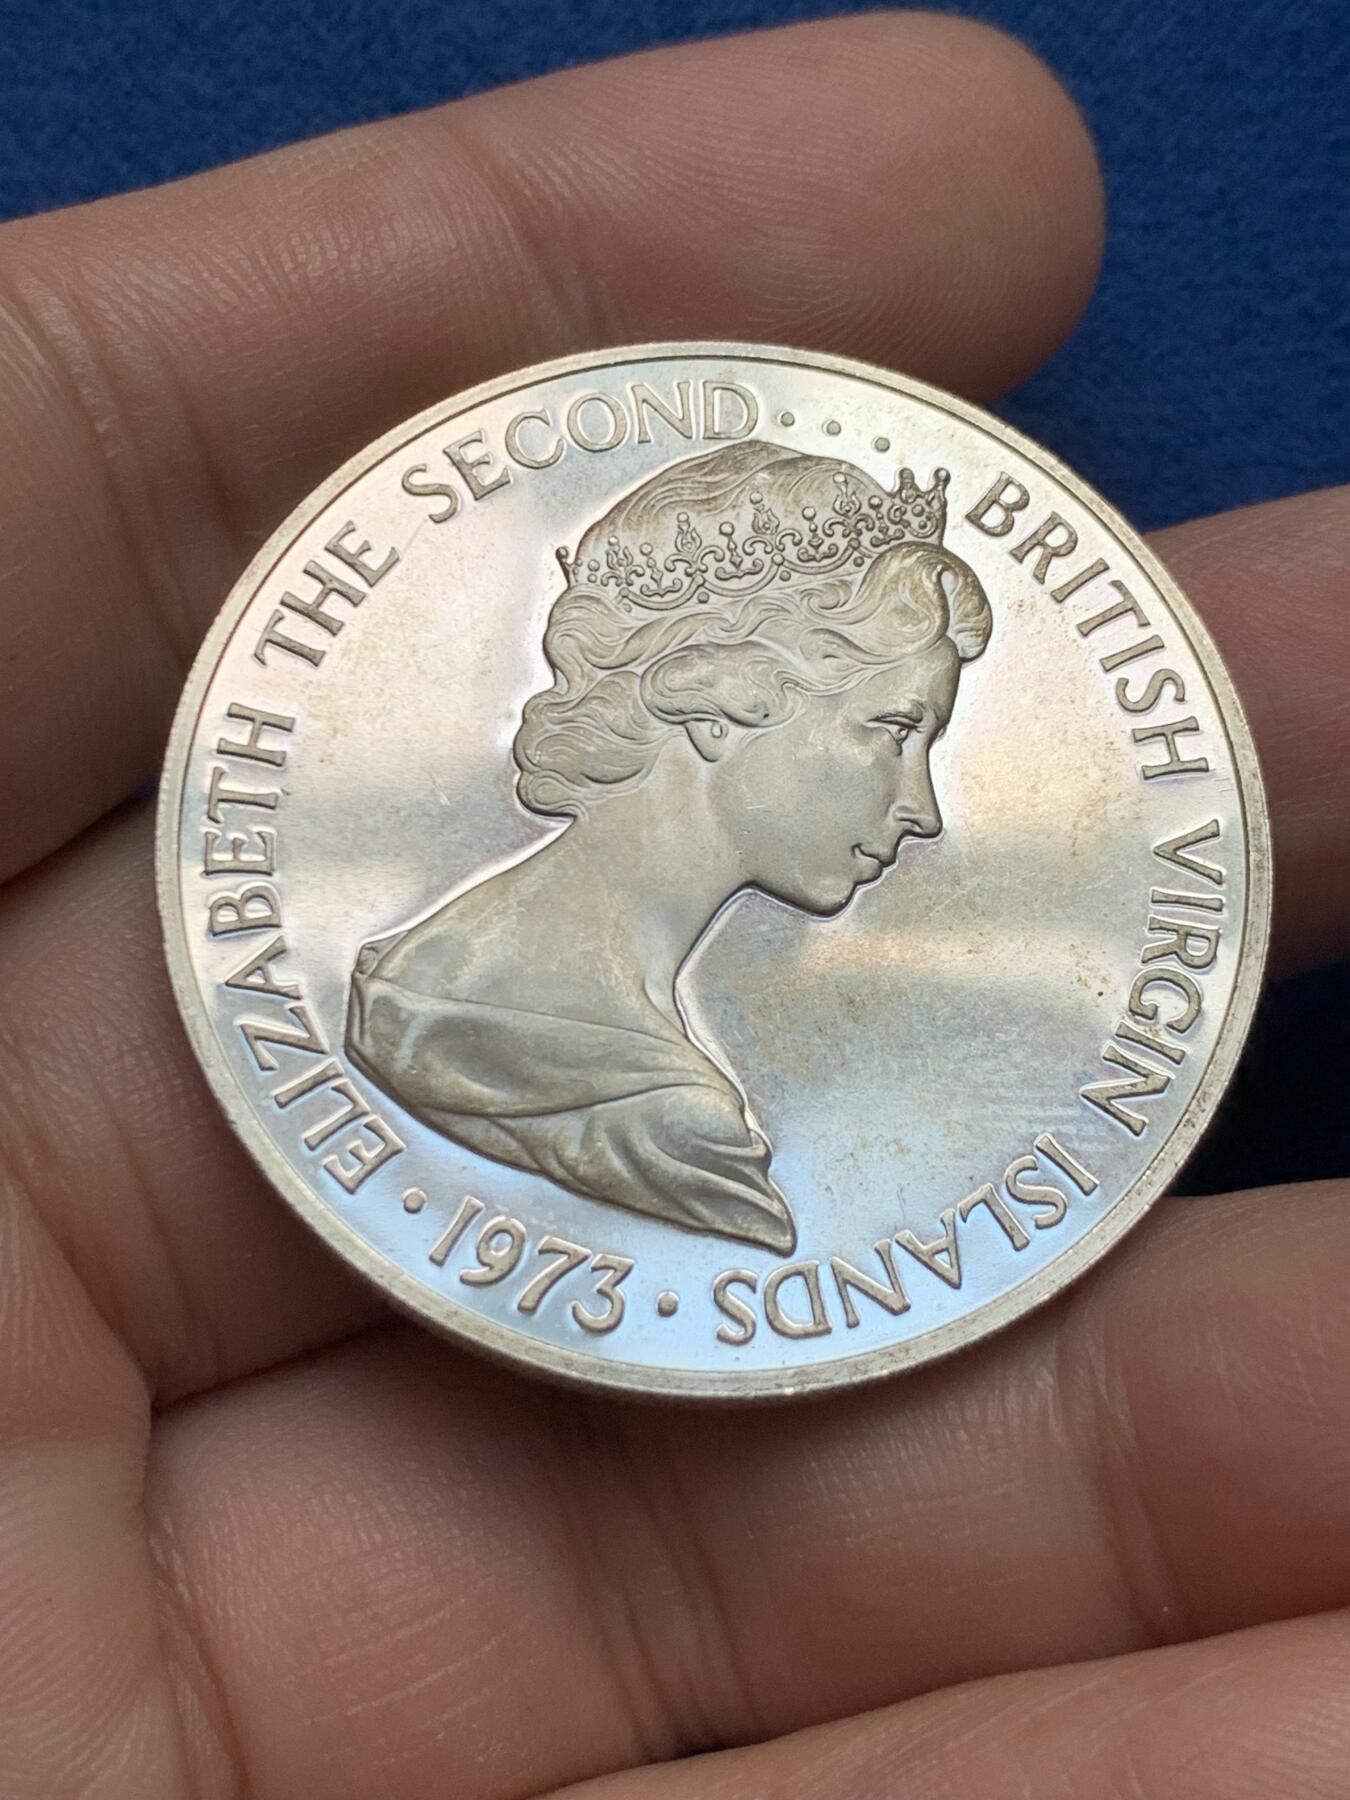 ELIZABETH THE SECOND···· BRITISH VIRGIN ISLANDS
·1973·